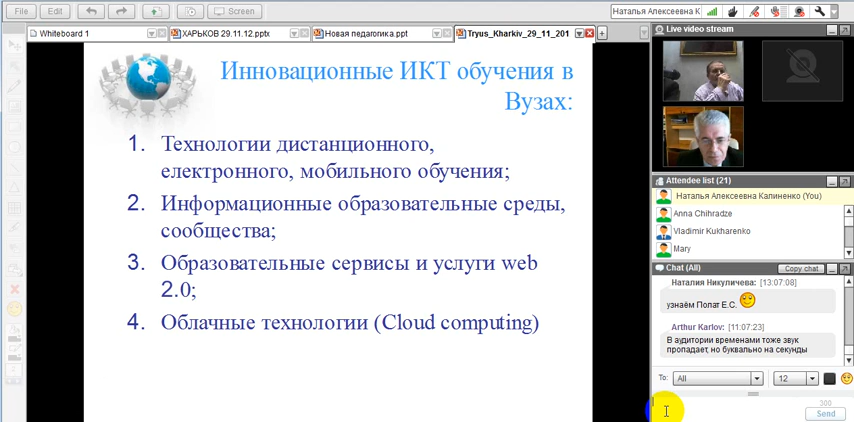 File
Edit
Screen
Наталья Алексеевна К
Whiteboard 1
ХАРЬКОВ 29.11.12.pptx
Новая педагогика.ppt
Tryus_Kharkiv_29_11_201
Инновационные ИКТ обучения в
Вузах:
1. Технологии дистанционного,
електронного, мобильного обучения;
2. Информационные образовательные среды,
сообщества;
3. Образовательные сервисы и услуги web
2.0;
4. Облачные технологии (Cloud computing)
Live video stream
Attendee list (21)
Наталья Алексеевна Калиненко (You)
Anna Chihradze
Vladimir Kukharenko
Mary
Chat (All)
Copy chat
Наталия Никуличева: [13:07:08]
узнаём Полат Е.С.
Arthur Karlov: [11:07:23]
В аудитории временами тоже звук
пропадает, но буквально на секунды
To: All 12
300
Send